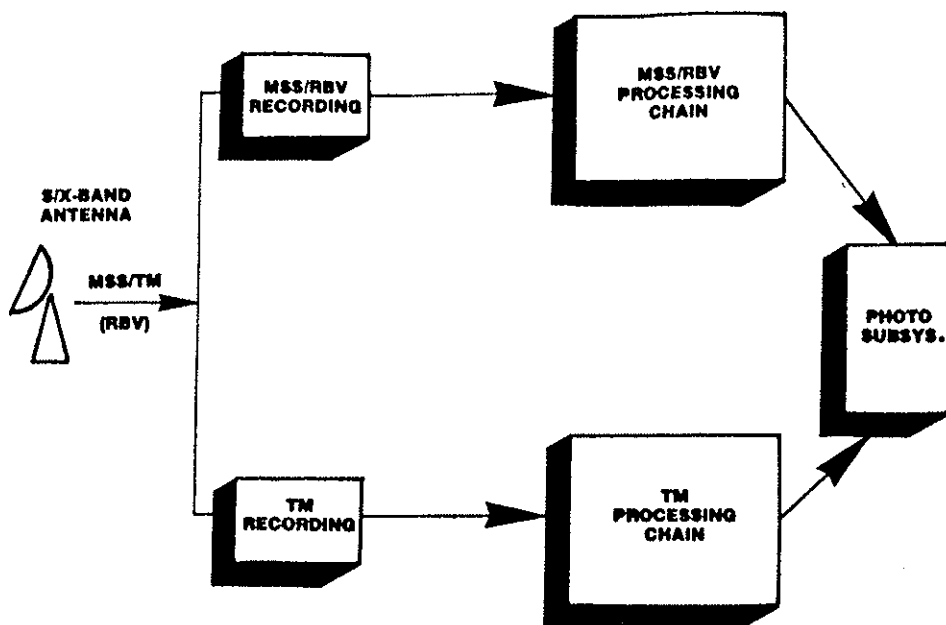 MSS/RBV
RECORDING
MSS/RBV
PROCESSING
CHAIN
S/X-BAND
ANTENNA
MSS/TM
(RBV)
PHOTO
SUBSYS.
TM
RECORDING
TM
PROCESSING
CHAIN